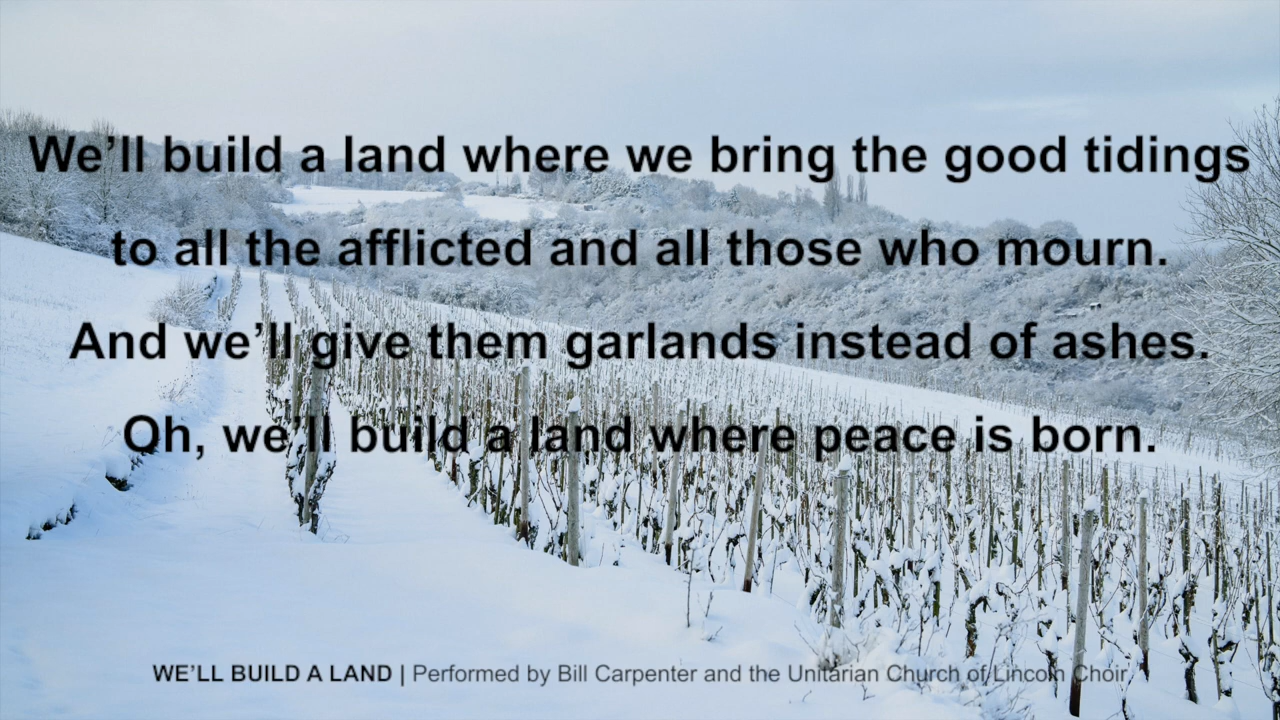 We’ll build a land where we bring the good tidings
to all the afflicted and all those who mourn.
And we’ll give them garlands instead of ashes.
Oh, we’ll build a land where peace is born.
WE’LL BUILD A LAND | Performed by Bill Carpenter and the Unitarian Church of Lincoln Choir